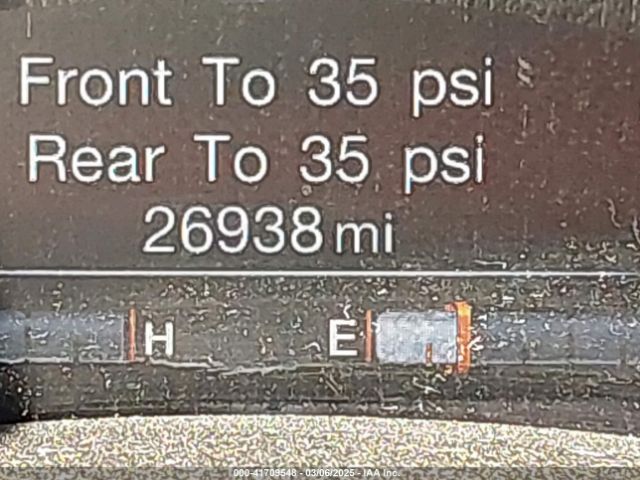 Front To 35 psi
Rear To 35 psi
26938 mi
H E
000-41709548 - 03/06/2025 - IAA Inc.